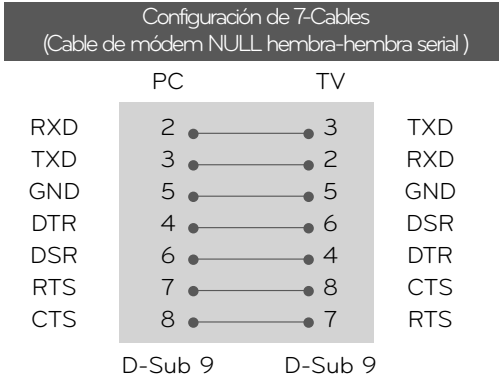 Configuración de 7-Cables
(Cable de módem NULL hembra-hembra serial )
PC TV
RXD 2 3 TXD
TXD 3 2 RXD
GND 5 5 GND
DTR 4 6 DSR
DSR 6 4 DTR
RTS 7 8 CTS
CTS 8 7 RTS
D-Sub 9 D-Sub 9